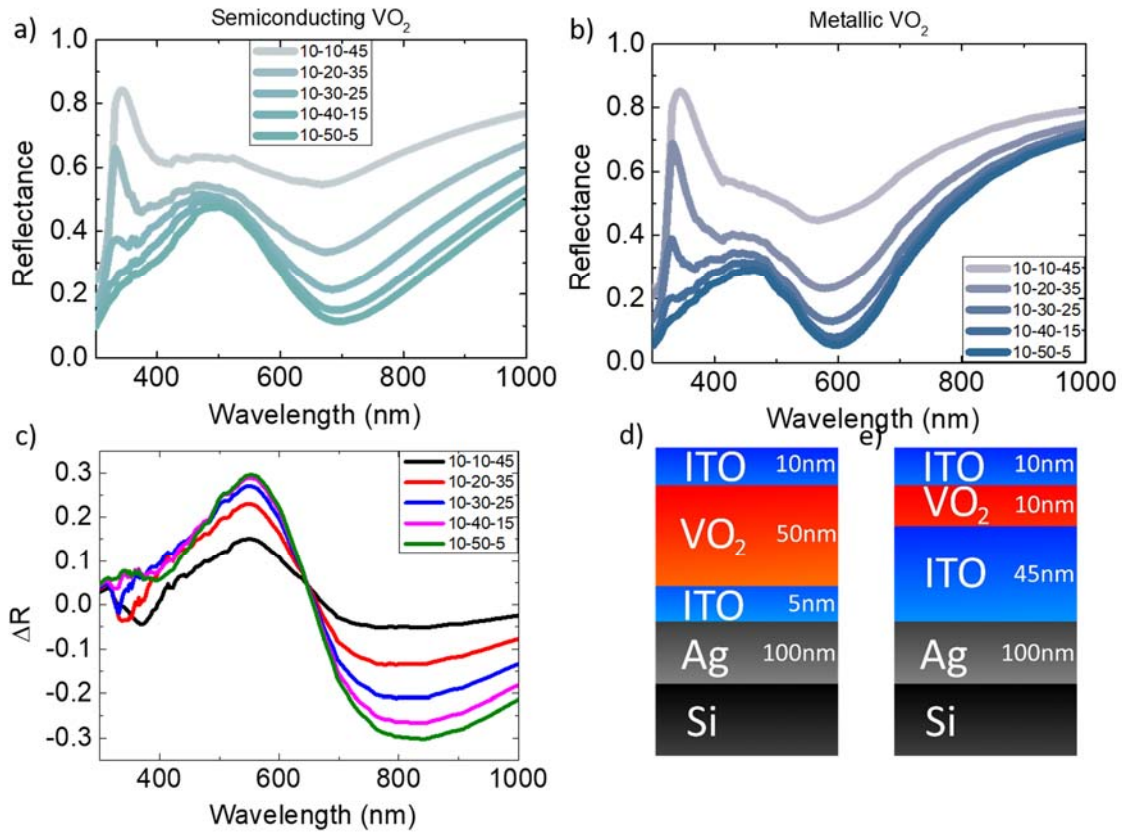 a)
Semiconducting VO₂
1.0
0.8
0.6
0.4
0.2
0.0
Reflectance
10-10-45
10-20-35
10-30-25
10-40-15
10-50-5
400
600
800
1000
Wavelength (nm)
b)
Metallic VO₂
1.0
0.8
0.6
0.4
0.2
0.0
Reflectance
10-10-45
10-20-35
10-30-25
10-40-15
10-50-5
400
600
800
1000
Wavelength (nm)
c)
0.3
0.2
0.1
0.0
-0.1
-0.2
-0.3
ΔR
10-10-45
10-20-35
10-30-25
10-40-15
10-50-5
400
600
800
1000
Wavelength (nm)
d)
ITO 10nm
VO₂ 50nm
ITO 5nm
Ag 100nm
Si
e)
ITO 10nm
VO₂ 10nm
ITO 45nm
Ag 100nm
Si